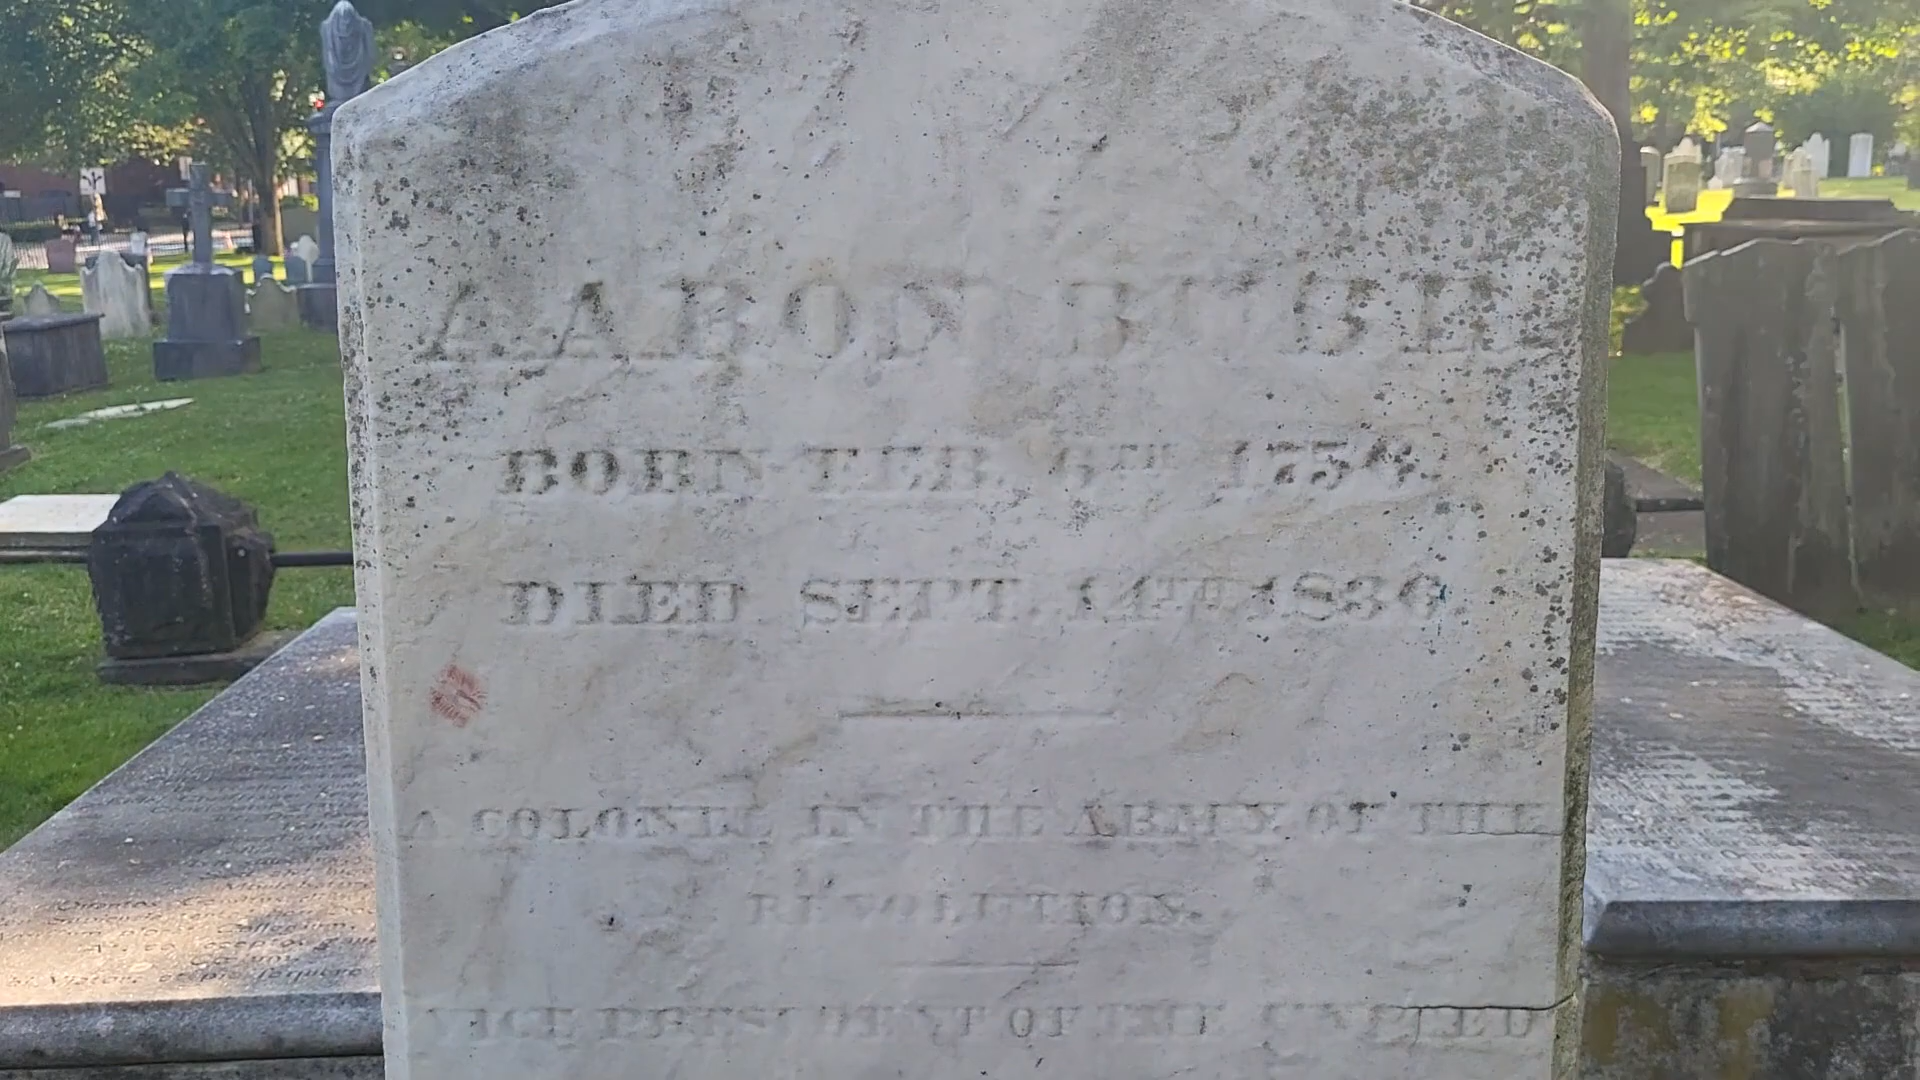 AARON BURR
BORN FEB. 6TH 1756.
DIED SEPT. 14TH 1836.
A COLONEL IN THE ARMY OF THE
REVOLUTION.
VICE PRESIDENT OF THE UNITED